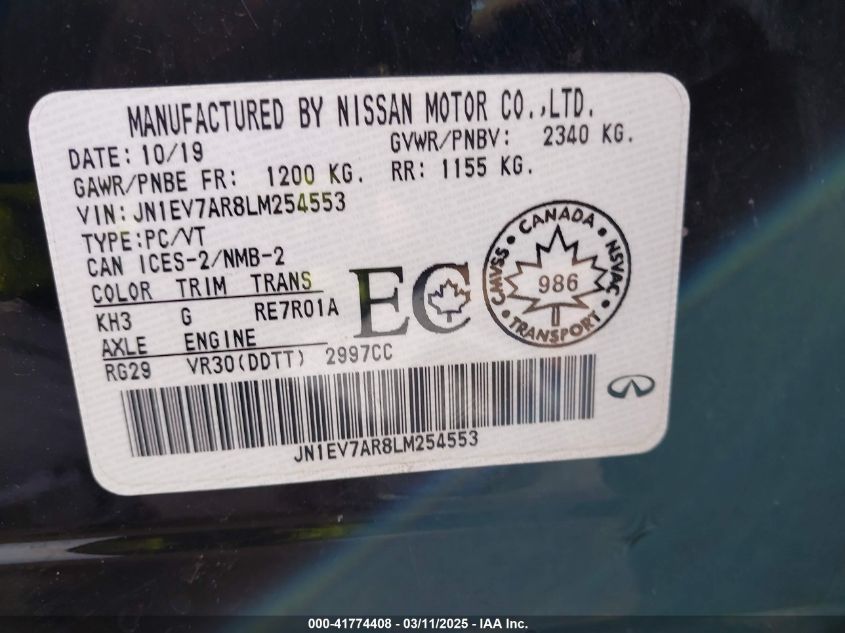 MANUFACTURED BY NISSAN MOTOR CO.,LTD.
DATE: 10/19 GVWR/PNBV: 2340 KG.
GAWR/PNBE FR: 1200 KG. RR: 1155 KG.
VIN: JN1EV7AR8LM254553
TYPE:PC/VT
CAN ICES-2/NMB-2
COLOR TRIM TRANS
KH3 G RE7R01A
AXLE ENGINE
RG29 VR30(DDTT) 2997CC
EC
CANADA
CMVSS 986 NSVAC
TRANSPORT
JN1EV7AR8LM254553
000-41774408 - 03/11/2025 - IAA Inc.